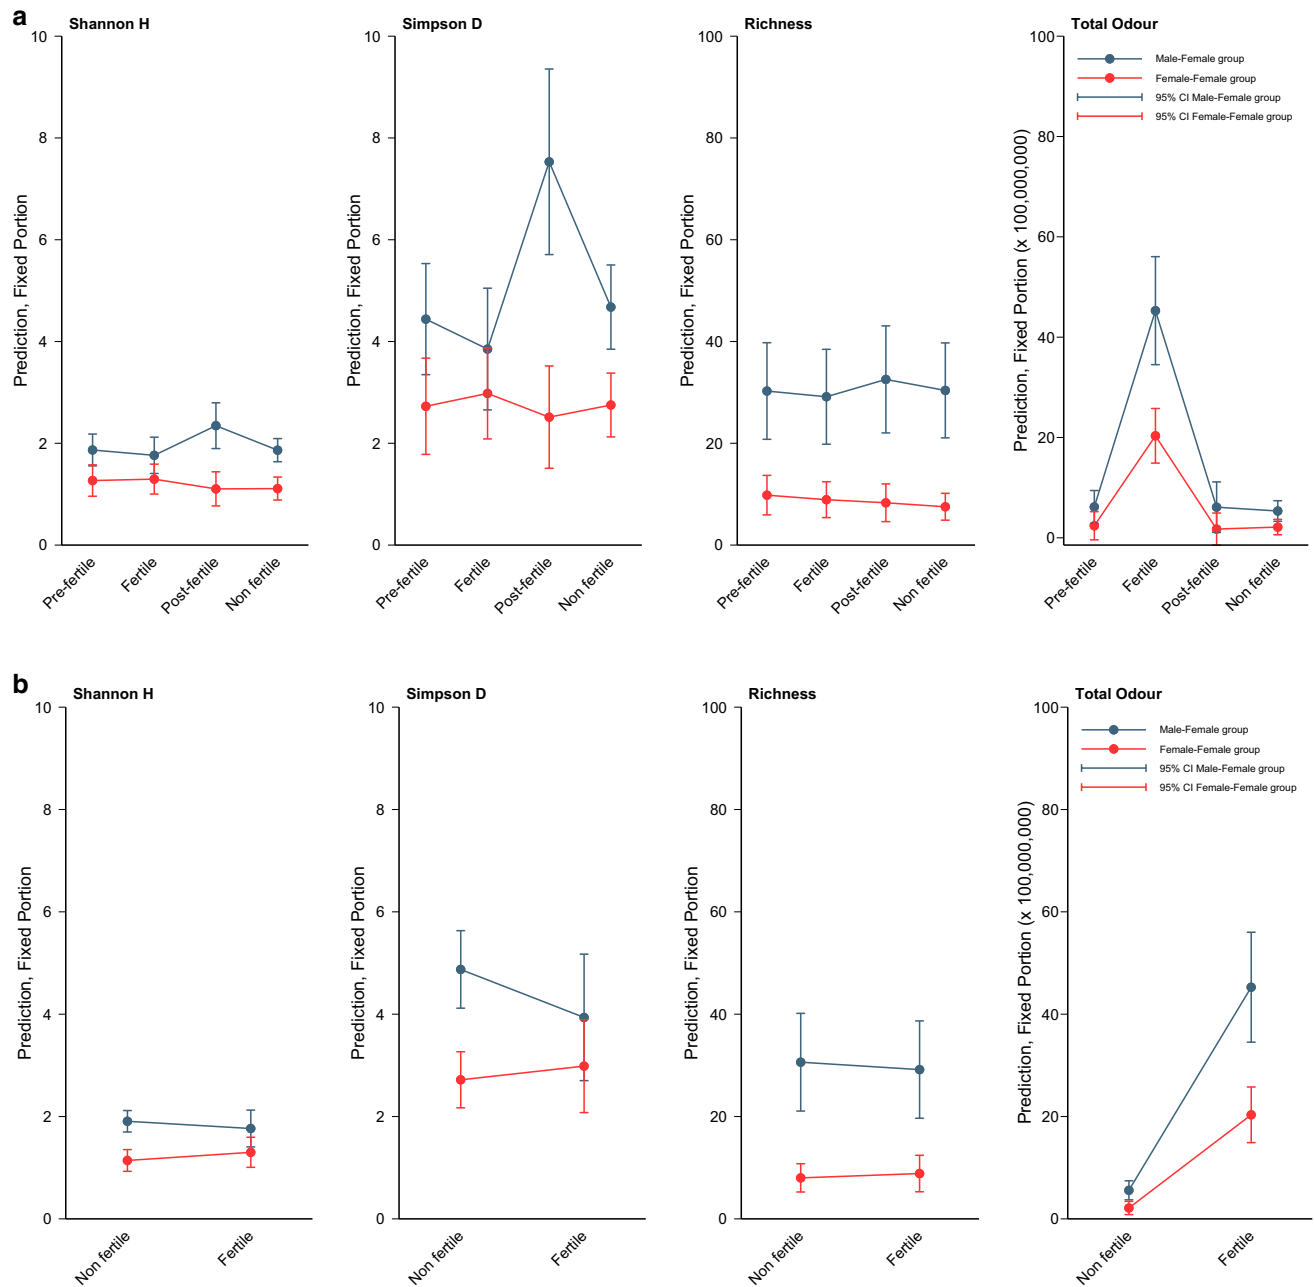 a
Shannon H
Simpson D
Richness
Total Odour
Prediction, Fixed Portion
10
8
6
4
2
0
Pre-fertile
Fertile
Post-fertile
Non fertile
Prediction, Fixed Portion
10
8
6
4
2
0
Pre-fertile
Fertile
Post-fertile
Non fertile
Prediction, Fixed Portion
100
80
60
40
20
0
Pre-fertile
Fertile
Post-fertile
Non fertile
Prediction, Fixed Portion (x 100,000,000)
100
80
60
40
20
0
Male-Female group
Female-Female group
95% CI Male-Female group
95% CI Female-Female group
Pre-fertile
Fertile
Post-fertile
Non fertile
b
Shannon H
Simpson D
Richness
Total Odour
Prediction, Fixed Portion
10
8
6
4
2
0
Non fertile
Fertile
Prediction, Fixed Portion
10
8
6
4
2
0
Non fertile
Fertile
Prediction, Fixed Portion
100
80
60
40
20
0
Non fertile
Fertile
Prediction, Fixed Portion (x 100,000,000)
100
80
60
40
20
0
Male-Female group
Female-Female group
95% CI Male-Female group
95% CI Female-Female group
Non fertile
Fertile